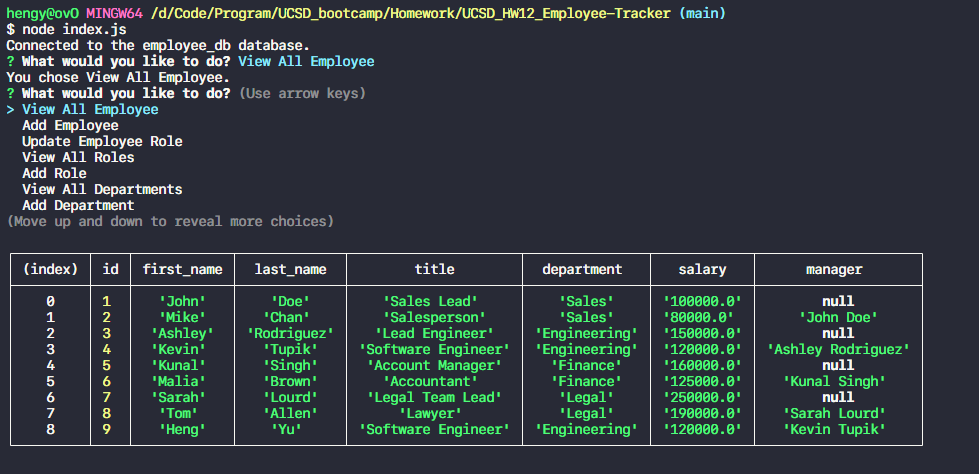 hengy@ovO MINGW64 /d/Code/Program/UCSD_bootcamp/Homework/UCSD_HW12_Employee-Tracker (main)
$ node index.js
Connected to the employee_db database.
? What would you like to do? View All Employee
You chose View All Employee.
? What would you like to do? (Use arrow keys)
> View All Employee
Add Employee
Update Employee Role
View All Roles
Add Role
View All Departments
Add Department
(Move up and down to reveal more choices)
(index) id first_name last_name title department salary manager
0 1 'John' 'Doe' 'Sales Lead' 'Sales' '100000.0' null
1 2 'Mike' 'Chan' 'Salesperson' 'Sales' '80000.0' 'John Doe'
2 3 'Ashley' 'Rodriguez' 'Lead Engineer' 'Engineering' '150000.0' null
3 4 'Kevin' 'Tupik' 'Software Engineer' 'Engineering' '120000.0' 'Ashley Rodriguez'
4 5 'Kunal' 'Singh' 'Account Manager' 'Finance' '160000.0' null
5 6 'Malia' 'Brown' 'Accountant' 'Finance' '125000.0' 'Kunal Singh'
6 7 'Sarah' 'Lourd' 'Legal Team Lead' 'Legal' '250000.0' null
7 8 'Tom' 'Allen' 'Lawyer' 'Legal' '190000.0' 'Sarah Lourd'
8 9 'Heng' 'Yu' 'Software Engineer' 'Engineering' '120000.0' 'Kevin Tupik'